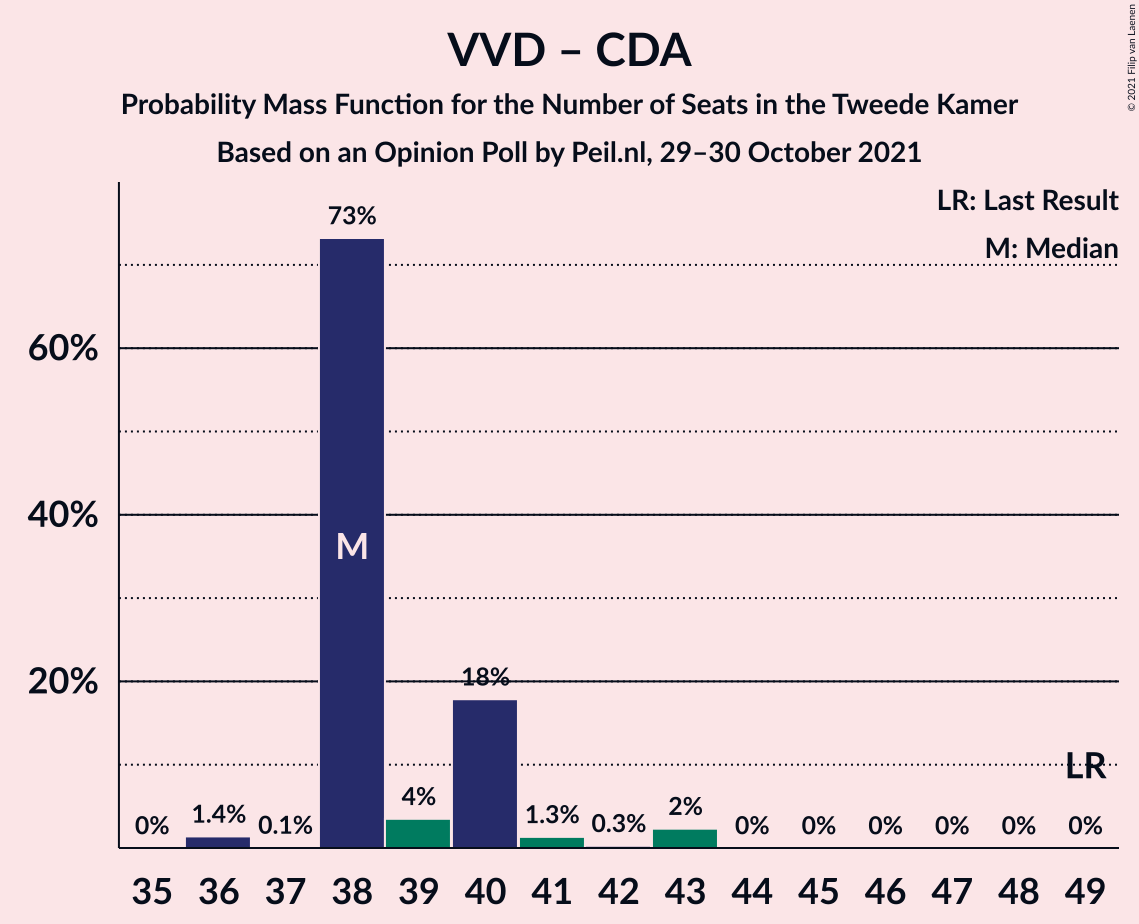 VVD – CDA
Probability Mass Function for the Number of Seats in the Tweede Kamer
Based on an Opinion Poll by Peil.nl, 29–30 October 2021
© 2021 Filip van Laenen
LR: Last Result
M: Median
60%
40%
20%
0%
1.4%
0.1%
73%
M
4%
18%
1.3%
0.3%
2%
0%
0%
0%
0%
0%
0%
LR
35 36 37 38 39 40 41 42 43 44 45 46 47 48 49